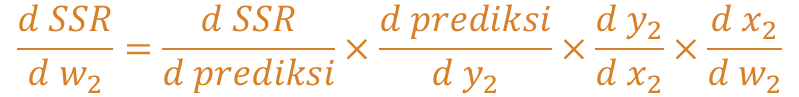 d SSR / d w₂ = d SSR / d prediksi × d prediksi / d y₂ × d y₂ / d x₂ × d x₂ / d w₂